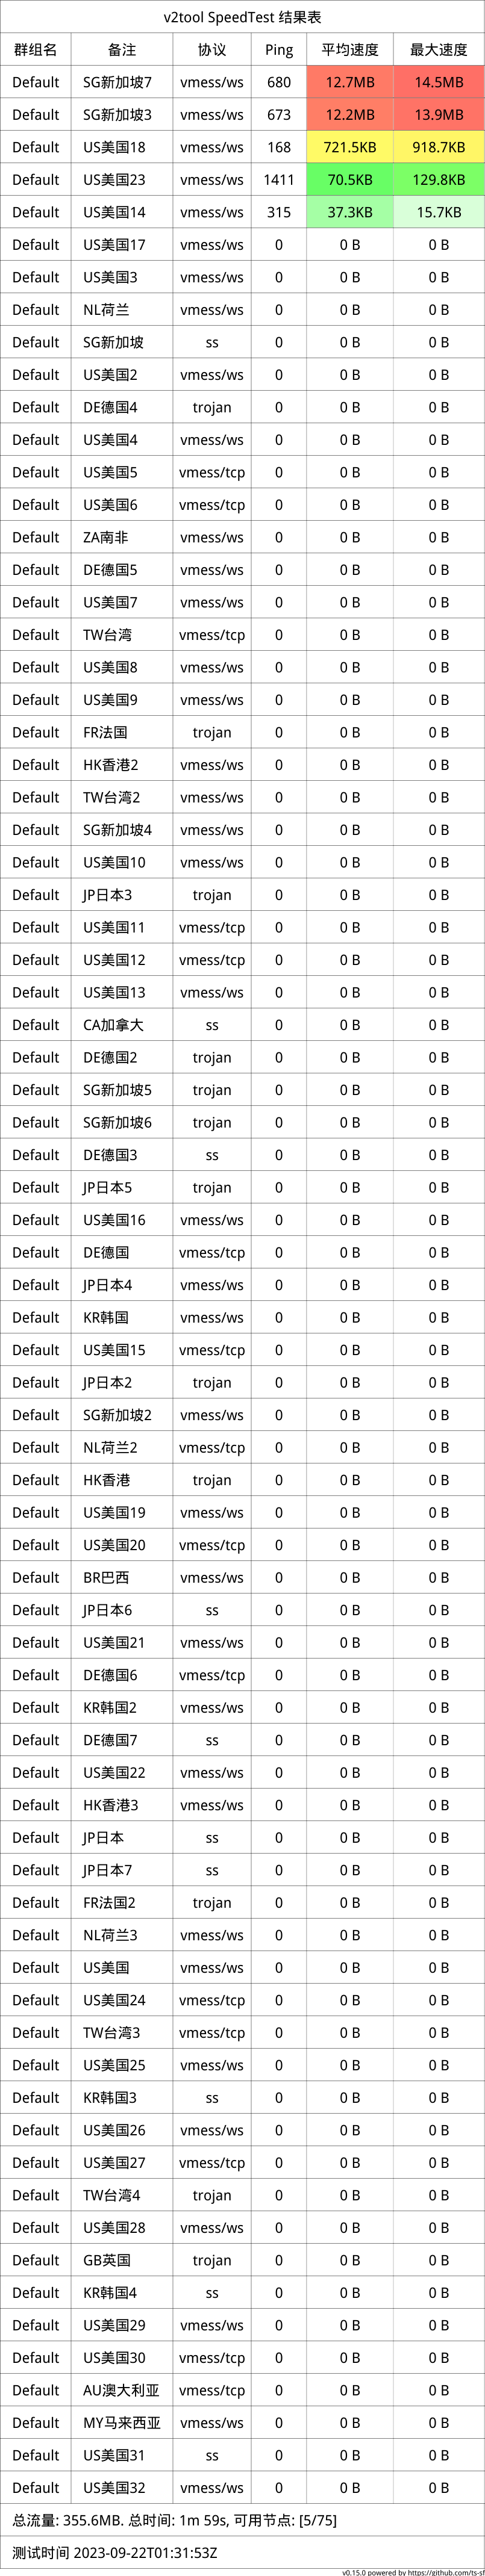 v2tool SpeedTest 结果表
群组名 备注 协议 Ping 平均速度 最大速度
Default SG新加坡7 vmess/ws 680 12.7MB 14.5MB
Default SG新加坡3 vmess/ws 673 12.2MB 13.9MB
Default US美国18 vmess/ws 168 721.5KB 918.7KB
Default US美国23 vmess/ws 1411 70.5KB 129.8KB
Default US美国14 vmess/ws 315 37.3KB 15.7KB
Default US美国17 vmess/ws 0 0 B 0 B
Default US美国3 vmess/ws 0 0 B 0 B
Default NL荷兰 vmess/ws 0 0 B 0 B
Default SG新加坡 ss 0 0 B 0 B
Default US美国2 vmess/ws 0 0 B 0 B
Default DE德国4 trojan 0 0 B 0 B
Default US美国4 vmess/ws 0 0 B 0 B
Default US美国5 vmess/tcp 0 0 B 0 B
Default US美国6 vmess/tcp 0 0 B 0 B
Default ZA南非 vmess/ws 0 0 B 0 B
Default DE德国5 vmess/ws 0 0 B 0 B
Default US美国7 vmess/ws 0 0 B 0 B
Default TW台湾 vmess/tcp 0 0 B 0 B
Default US美国8 vmess/ws 0 0 B 0 B
Default US美国9 vmess/ws 0 0 B 0 B
Default FR法国 trojan 0 0 B 0 B
Default HK香港2 vmess/ws 0 0 B 0 B
Default TW台湾2 vmess/ws 0 0 B 0 B
Default SG新加坡4 vmess/ws 0 0 B 0 B
Default US美国10 vmess/ws 0 0 B 0 B
Default JP日本3 trojan 0 0 B 0 B
Default US美国11 vmess/tcp 0 0 B 0 B
Default US美国12 vmess/tcp 0 0 B 0 B
Default US美国13 vmess/ws 0 0 B 0 B
Default CA加拿大 ss 0 0 B 0 B
Default DE德国2 trojan 0 0 B 0 B
Default SG新加坡5 trojan 0 0 B 0 B
Default SG新加坡6 trojan 0 0 B 0 B
Default DE德国3 ss 0 0 B 0 B
Default JP日本5 trojan 0 0 B 0 B
Default US美国16 vmess/ws 0 0 B 0 B
Default DE德国 vmess/tcp 0 0 B 0 B
Default JP日本4 vmess/ws 0 0 B 0 B
Default KR韩国 vmess/ws 0 0 B 0 B
Default US美国15 vmess/tcp 0 0 B 0 B
Default JP日本2 trojan 0 0 B 0 B
Default SG新加坡2 vmess/ws 0 0 B 0 B
Default NL荷兰2 vmess/tcp 0 0 B 0 B
Default HK香港 trojan 0 0 B 0 B
Default US美国19 vmess/ws 0 0 B 0 B
Default US美国20 vmess/tcp 0 0 B 0 B
Default BR巴西 vmess/ws 0 0 B 0 B
Default JP日本6 ss 0 0 B 0 B
Default US美国21 vmess/ws 0 0 B 0 B
Default DE德国6 vmess/tcp 0 0 B 0 B
Default KR韩国2 vmess/ws 0 0 B 0 B
Default DE德国7 ss 0 0 B 0 B
Default US美国22 vmess/ws 0 0 B 0 B
Default HK香港3 vmess/ws 0 0 B 0 B
Default JP日本 ss 0 0 B 0 B
Default JP日本7 ss 0 0 B 0 B
Default FR法国2 trojan 0 0 B 0 B
Default NL荷兰3 vmess/ws 0 0 B 0 B
Default US美国 vmess/ws 0 0 B 0 B
Default US美国24 vmess/tcp 0 0 B 0 B
Default TW台湾3 vmess/tcp 0 0 B 0 B
Default US美国25 vmess/ws 0 0 B 0 B
Default KR韩国3 ss 0 0 B 0 B
Default US美国26 vmess/ws 0 0 B 0 B
Default US美国27 vmess/tcp 0 0 B 0 B
Default TW台湾4 trojan 0 0 B 0 B
Default US美国28 vmess/ws 0 0 B 0 B
Default GB英国 trojan 0 0 B 0 B
Default KR韩国4 ss 0 0 B 0 B
Default US美国29 vmess/ws 0 0 B 0 B
Default US美国30 vmess/tcp 0 0 B 0 B
Default AU澳大利亚 vmess/tcp 0 0 B 0 B
Default MY马来西亚 vmess/ws 0 0 B 0 B
Default US美国31 ss 0 0 B 0 B
Default US美国32 vmess/ws 0 0 B 0 B
总流量: 355.6MB. 总时间: 1m 59s, 可用节点: [5/75]
测试时间 2023-09-22T01:31:53Z
v0.15.0 powered by https://github.com/ts-sf